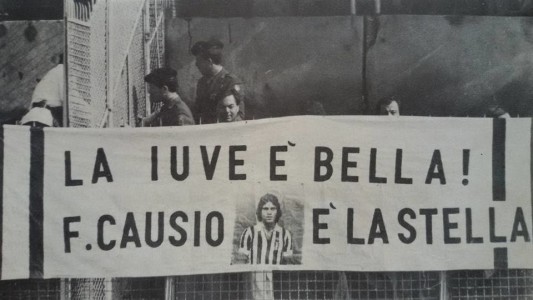 LA IUVE È BELLA!
F. CAUSIO È LA STELLA